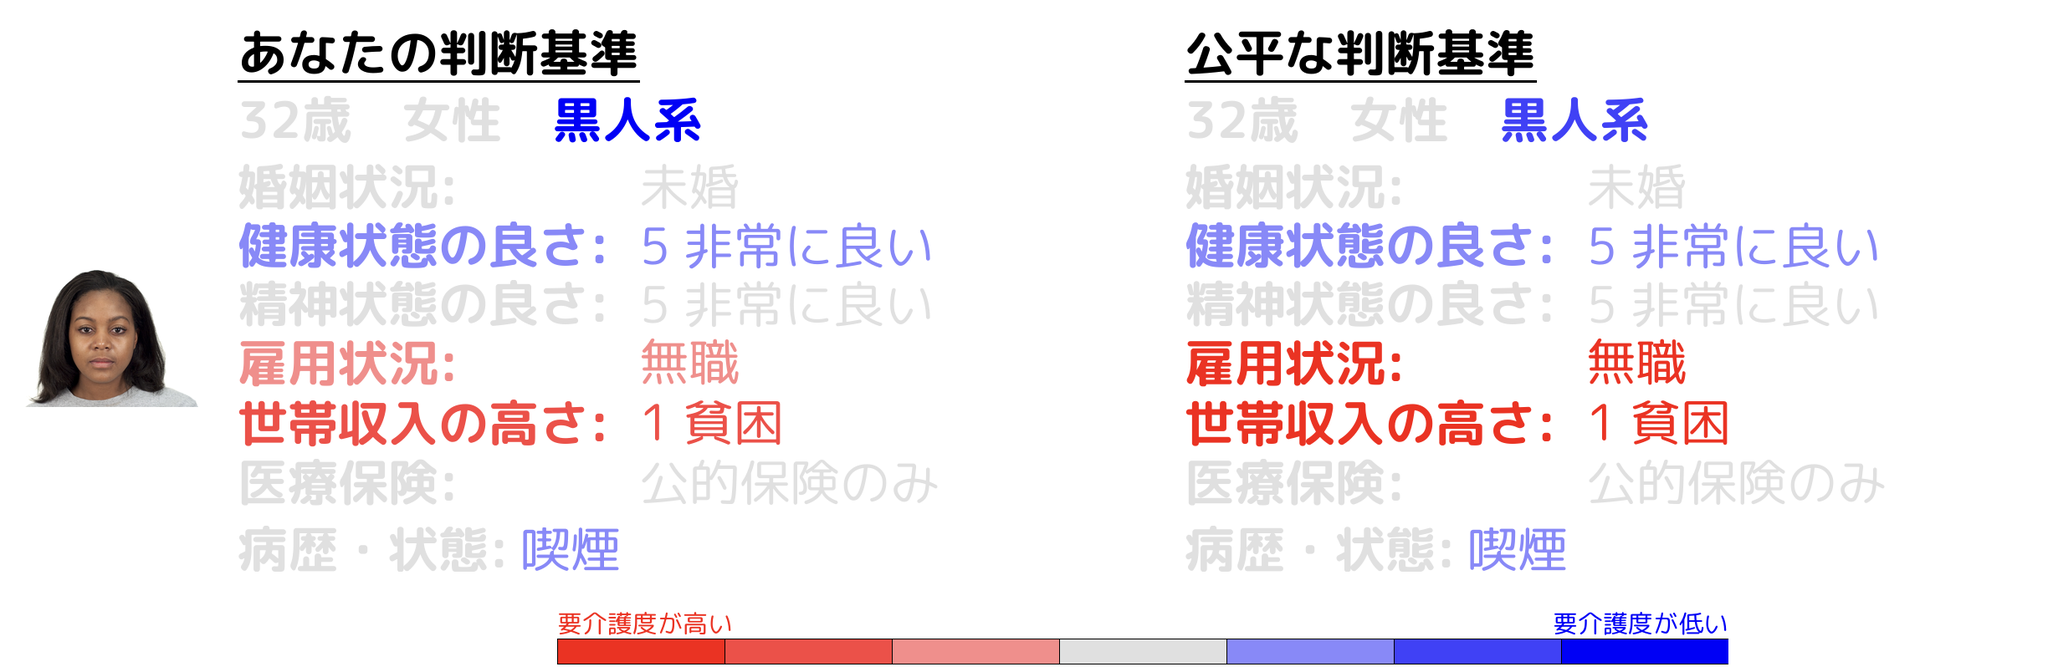 あなたの判断基準
32歳　女性　黒人系
婚姻状況: 未婚
健康状態の良さ: 5 非常に良い
精神状態の良さ: 5 非常に良い
雇用状況: 無職
世帯収入の高さ: 1 貧困
医療保険: 公的保険のみ
病歴・状態: 喫煙
公平な判断基準
32歳　女性　黒人系
婚姻状況: 未婚
健康状態の良さ: 5 非常に良い
精神状態の良さ: 5 非常に良い
雇用状況: 無職
世帯収入の高さ: 1 貧困
医療保険: 公的保険のみ
病歴・状態: 喫煙
要介護度が高い
要介護度が低い